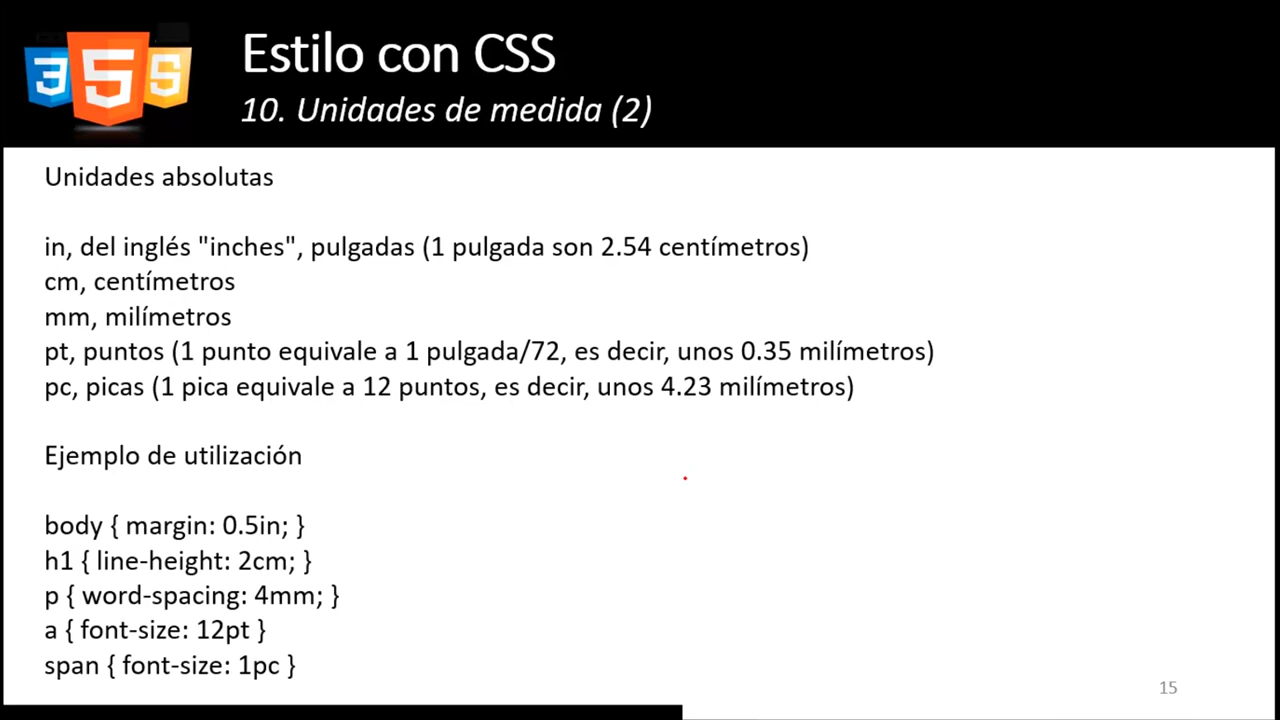 3 5 S
Estilo con CSS
10. Unidades de medida (2)
Unidades absolutas
in, del inglés "inches", pulgadas (1 pulgada son 2.54 centímetros)
cm, centímetros
mm, milímetros
pt, puntos (1 punto equivale a 1 pulgada/72, es decir, unos 0.35 milímetros)
pc, picas (1 pica equivale a 12 puntos, es decir, unos 4.23 milímetros)
Ejemplo de utilización
body { margin: 0.5in; }
h1 { line-height: 2cm; }
p { word-spacing: 4mm; }
a { font-size: 12pt }
span { font-size: 1pc }
15